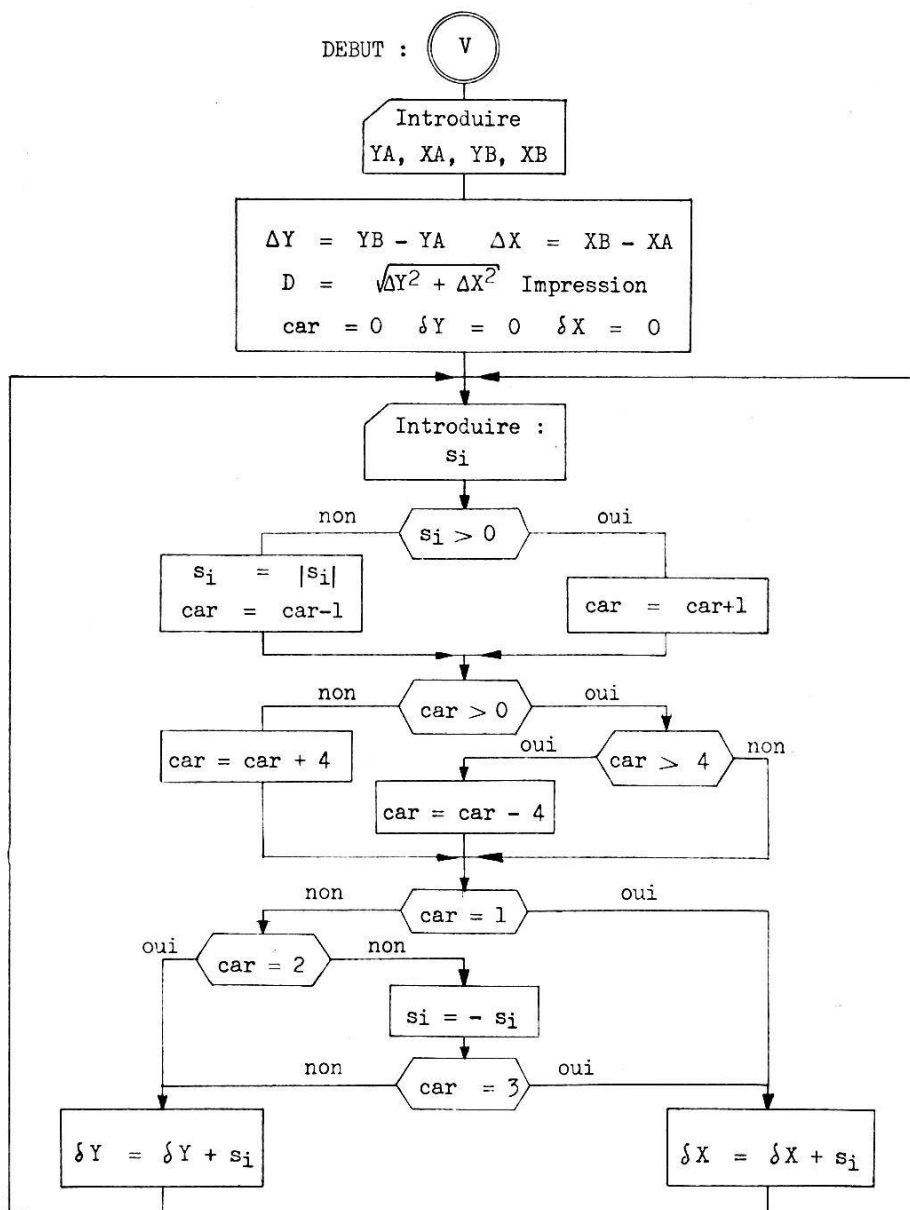 DEBUT : V
Introduire
YA, XA, YB, XB
ΔY = YB - YA ΔX = XB - XA
D = √ΔY² + ΔX² Impression
car = 0 δY = 0 δX = 0
Introduire :
si
non
si > 0
oui
si = |si|
car = car-1
car = car+1
non
car > 0
oui
car = car + 4
oui
car > 4
non
car = car - 4
non
car = 1
oui
oui
car = 2
non
si = - si
non
car = 3
oui
δY = δY + si
δX = δX + si